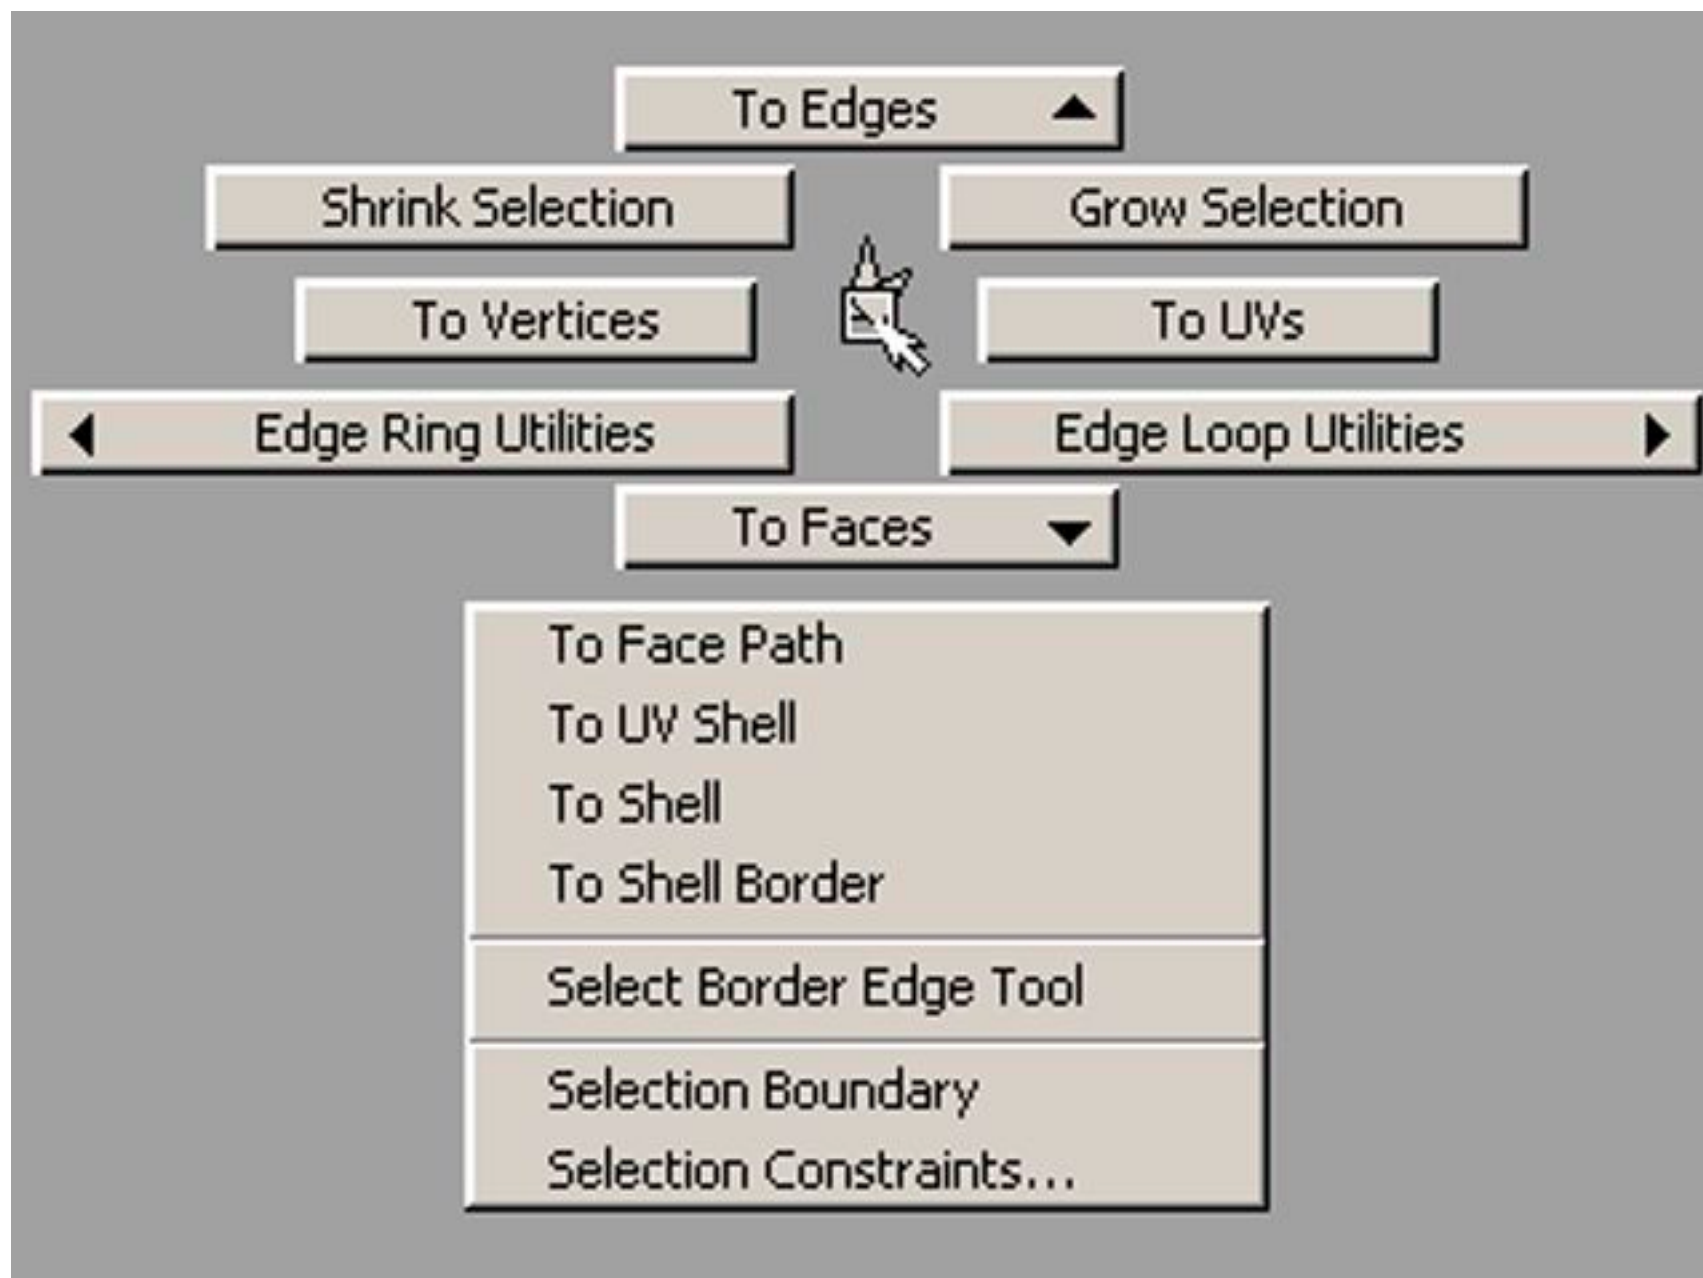 To Edges
Shrink Selection
Grow Selection
To Vertices
To UVs
Edge Ring Utilities
Edge Loop Utilities
To Faces
To Face Path
To UV Shell
To Shell
To Shell Border
Select Border Edge Tool
Selection Boundary
Selection Constraints...